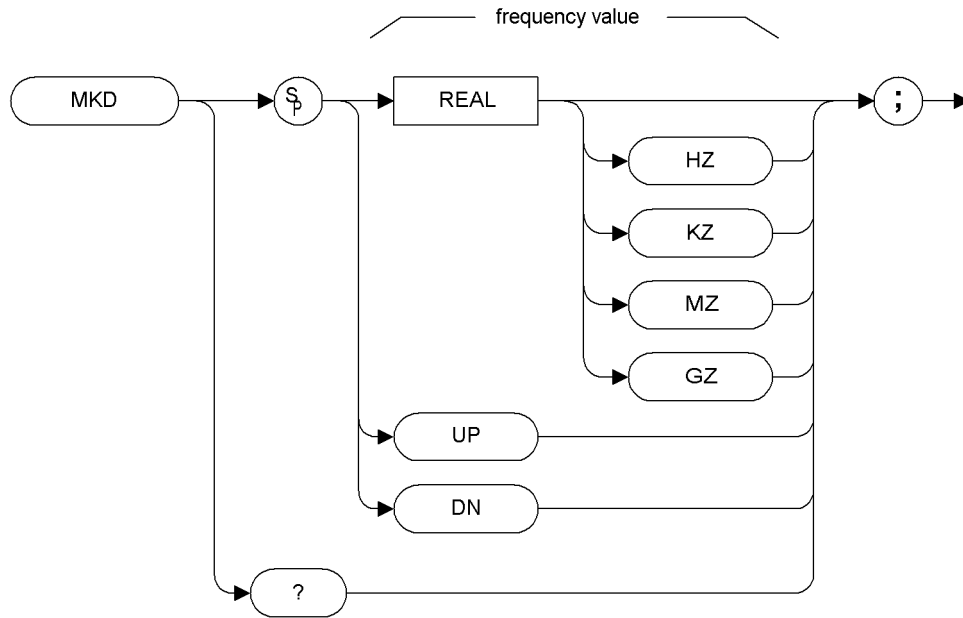 frequency value
MKD
SP
REAL
;
HZ
KZ
MZ
GZ
UP
DN
?